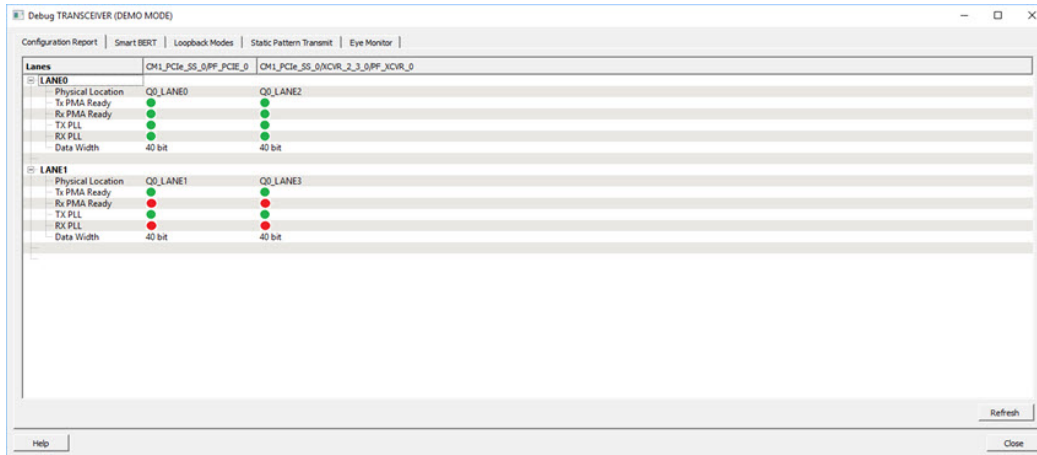 Debug TRANSCEIVER (DEMO MODE)
Configuration Report Smart BERT Loopback Modes Static Pattern Transmit Eye Monitor
Lanes CM1_PCIe_SS_0/PF_PCIE_0 CM1_PCIe_SS_0/XCVR_2_3_0/PF_XCVR_0
LANE0
Physical Location Q0_LANE0 Q0_LANE2
Tx PMA Ready
Rx PMA Ready
TX PLL
RX PLL
Data Width 40 bit 40 bit
LANE1
Physical Location Q0_LANE1 Q0_LANE3
Tx PMA Ready
Rx PMA Ready
TX PLL
RX PLL
Data Width 40 bit 40 bit
Refresh
Help Close